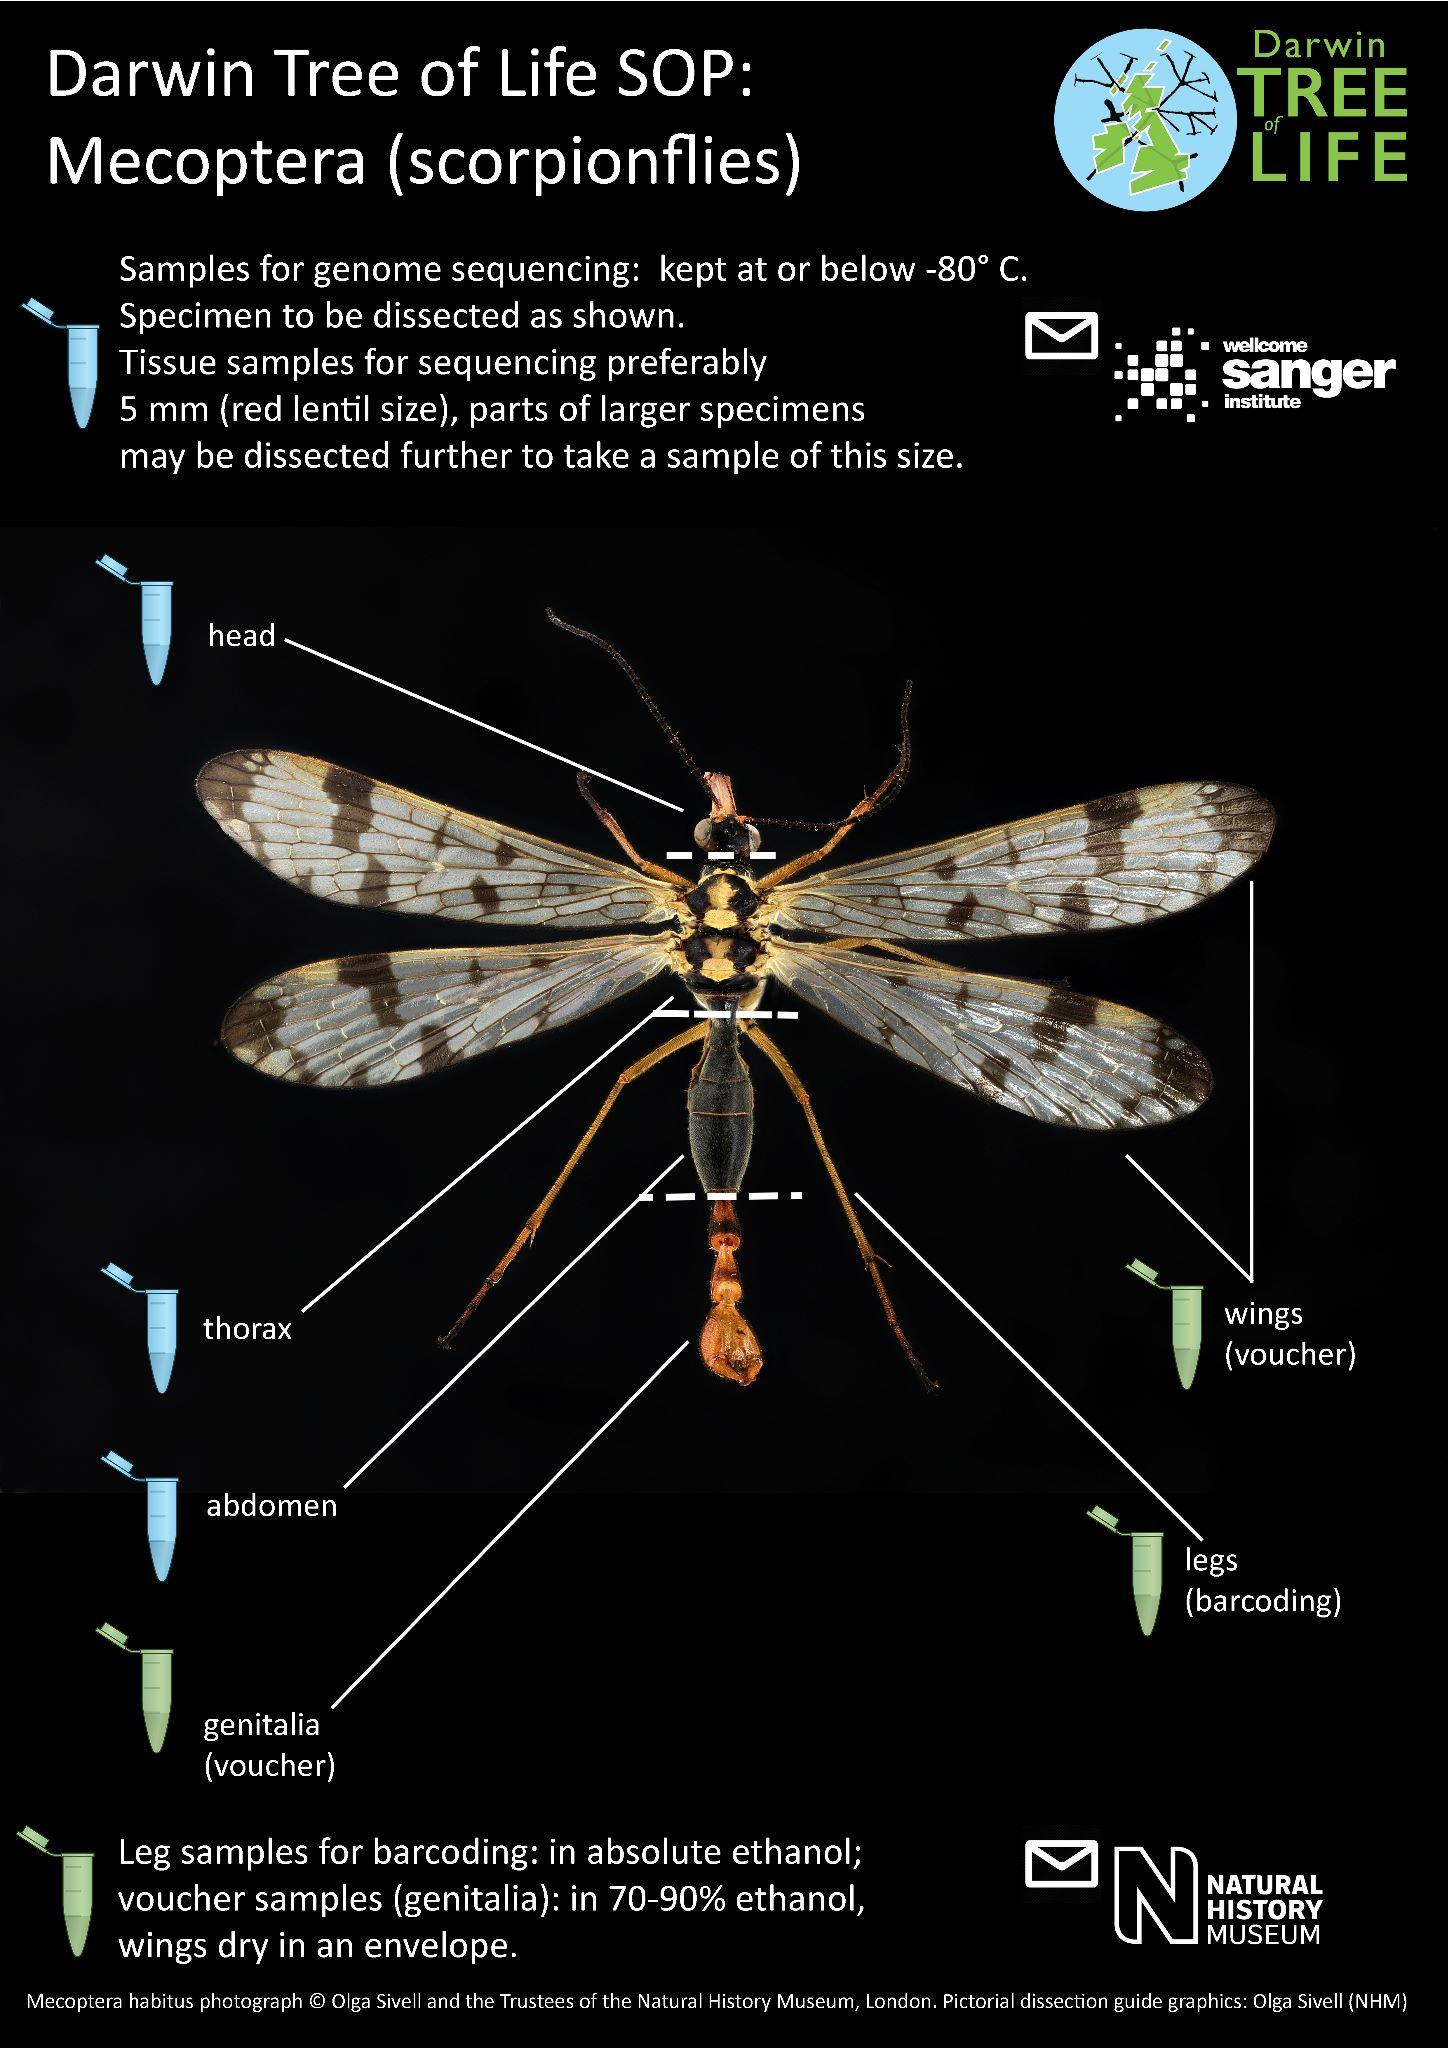 Darwin Tree of Life SOP:
Mecoptera (scorpionflies)
Darwin
TREE
of
LIFE
Samples for genome sequencing:  kept at or below -80° C.
Specimen to be dissected as shown.
Tissue samples for sequencing preferably
5 mm (red lentil size), parts of larger specimens
may be dissected further to take a sample of this size.
wellcome
sanger
institute
head
thorax
wings
(voucher)
abdomen
legs
(barcoding)
genitalia
(voucher)
Leg samples for barcoding: in absolute ethanol;
voucher samples (genitalia): in 70-90% ethanol,
wings dry in an envelope.
N
NATURAL
HISTORY
MUSEUM
Mecoptera habitus photograph © Olga Sivell and the Trustees of the Natural History Museum, London. Pictorial dissection guide graphics: Olga Sivell (NHM)